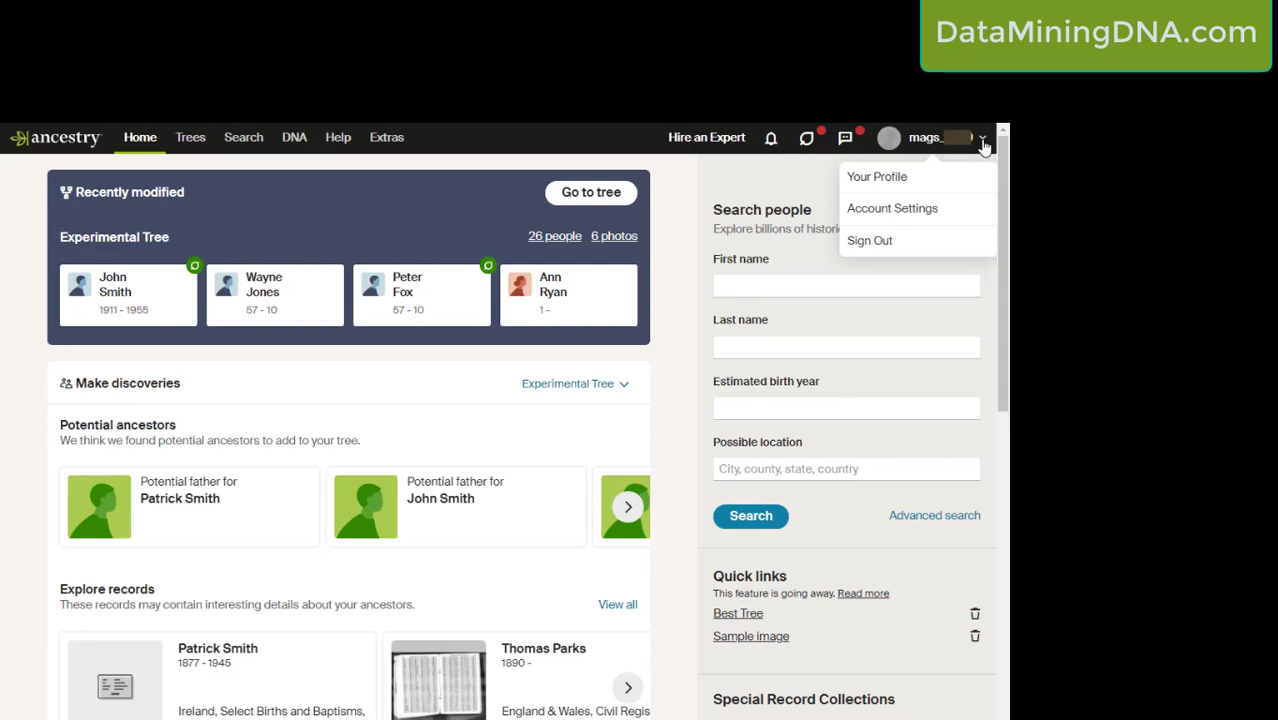 DataMiningDNA.com
ancestry
Home Trees Search DNA Help Extras
Hire an Expert
mags_
Your Profile
Account Settings
Sign Out
Recently modified
Go to tree
Experimental Tree
26 people 6 photos
John
Smith
1911 - 1955
Wayne
Jones
57 - 10
Peter
Fox
57 - 10
Ann
Ryan
1 -
Make discoveries
Experimental Tree
Potential ancestors
We think we found potential ancestors to add to your tree.
Potential father for
Patrick Smith
Potential father for
John Smith
Explore records
These records may contain interesting details about your ancestors.
View all
Patrick Smith
1877 - 1945
Ireland, Select Births and Baptisms,
Thomas Parks
1890 -
England & Wales, Civil Regis
Search people
Explore billions of histori
First name
Last name
Estimated birth year
Possible location
City, county, state, country
Search
Advanced search
Quick links
This feature is going away. Read more
Best Tree
Sample image
Special Record Collections